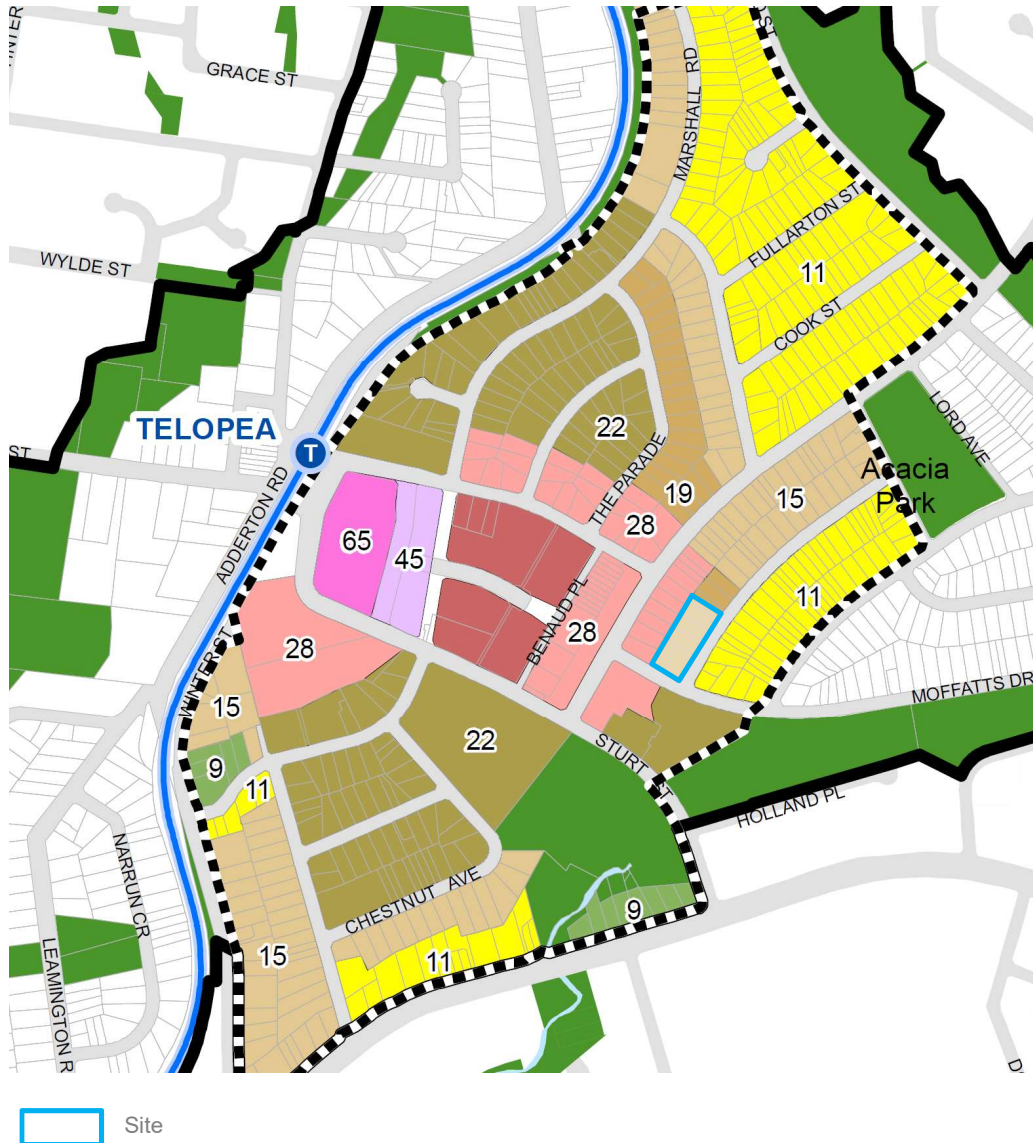 GRACE ST
MARSHALL RD
ST
WYLDE ST
FULLARTON ST
11
COOK ST
TELOPEA
T
ST
ADDERTON RD
22
THE PARADE
LORD AVE
Acacia
Park
15
19
65
45
28
BENAUD PL
28
11
28
WINTER ST
15
22
MOFFATTS DR
9
11
STURT ST
HOLLAND PL
NARRUN CR
CHESTNUT AVE
9
LEAMINGTON R
15
11
Site